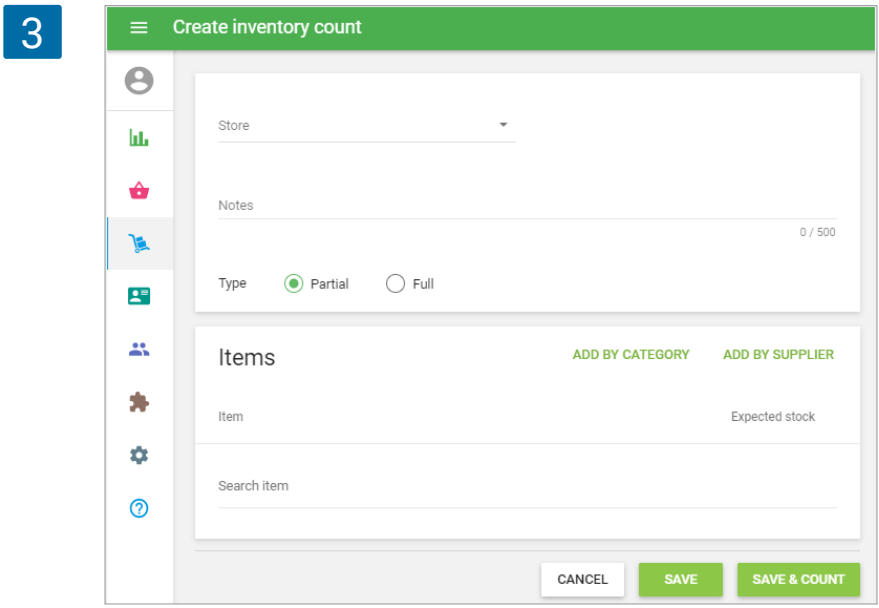 3
Create inventory count
Store
Notes
0 / 500
Type Partial Full
Items ADD BY CATEGORY ADD BY SUPPLIER
Item Expected stock
Search item
CANCEL SAVE SAVE & COUNT